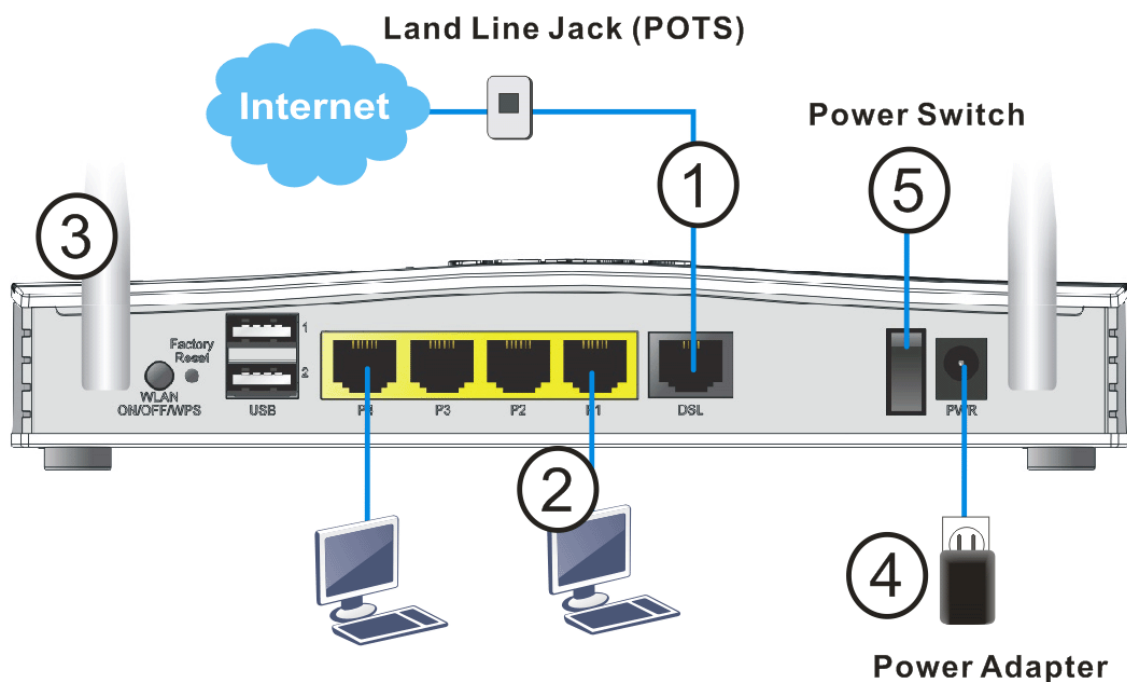 Land Line Jack (POTS)
Internet
Power Switch
1
5
3
Factory
Reset
1
2
WLAN
ON/OFF/WPS
USB
P3
P2
P1
DSL
PWR
2
4
Power Adapter